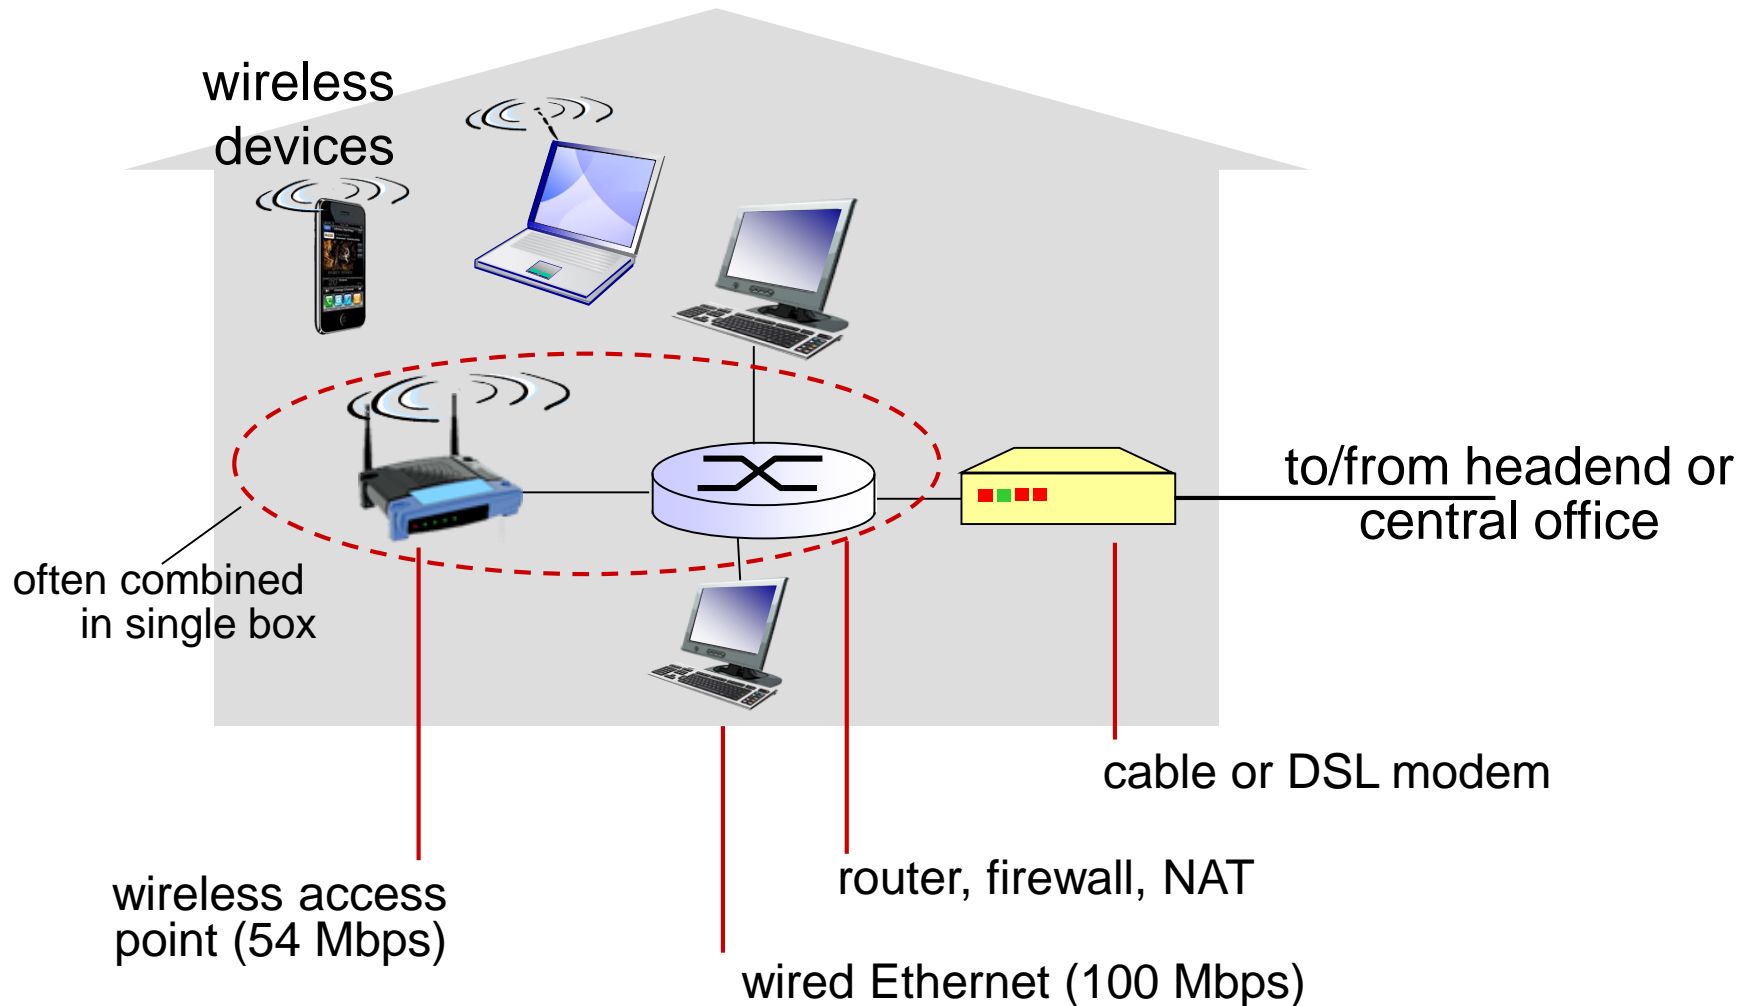 wireless
devices
to/from headend or
central office
often combined
in single box
cable or DSL modem
router, firewall, NAT
wireless access
point (54 Mbps)
wired Ethernet (100 Mbps)